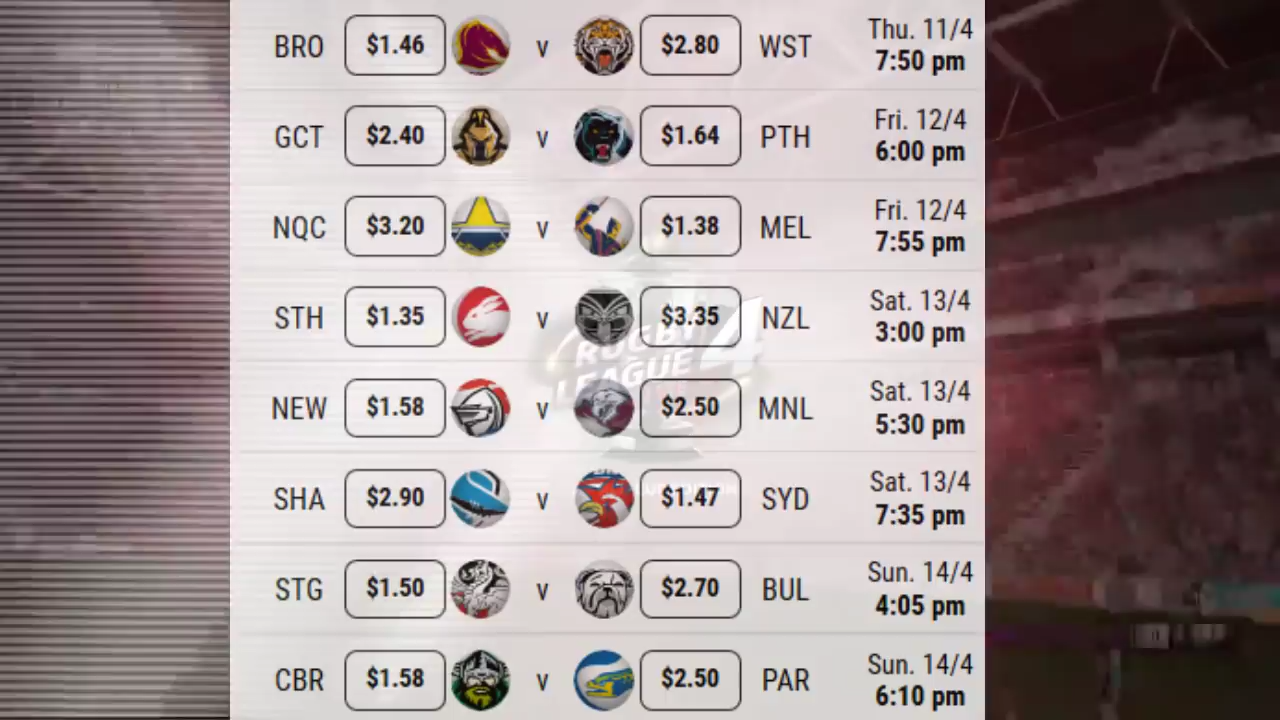 BRO $1.46 v $2.80 WST Thu. 11/4
7:50 pm
GCT $2.40 v $1.64 PTH Fri. 12/4
6:00 pm
NQC $3.20 v $1.38 MEL Fri. 12/4
7:55 pm
STH $1.35 v $3.35 NZL Sat. 13/4
3:00 pm
RUGBY
LEAGUE 4
NEW $1.58 v $2.50 MNL Sat. 13/4
5:30 pm
SHA $2.90 v $1.47 SYD Sat. 13/4
7:35 pm
STG $1.50 v $2.70 BUL Sun. 14/4
4:05 pm
CBR $1.58 v $2.50 PAR Sun. 14/4
6:10 pm